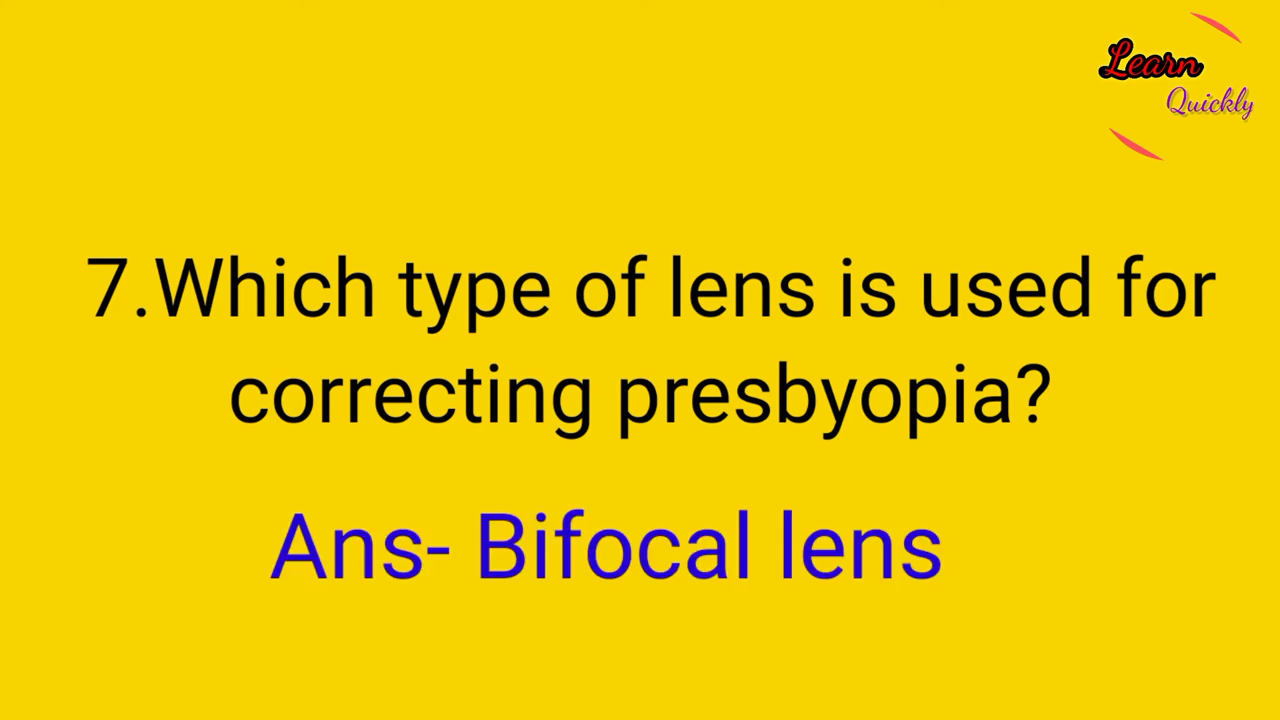 Learn
Quickly
7.Which type of lens is used for
correcting presbyopia?
Ans- Bifocal lens